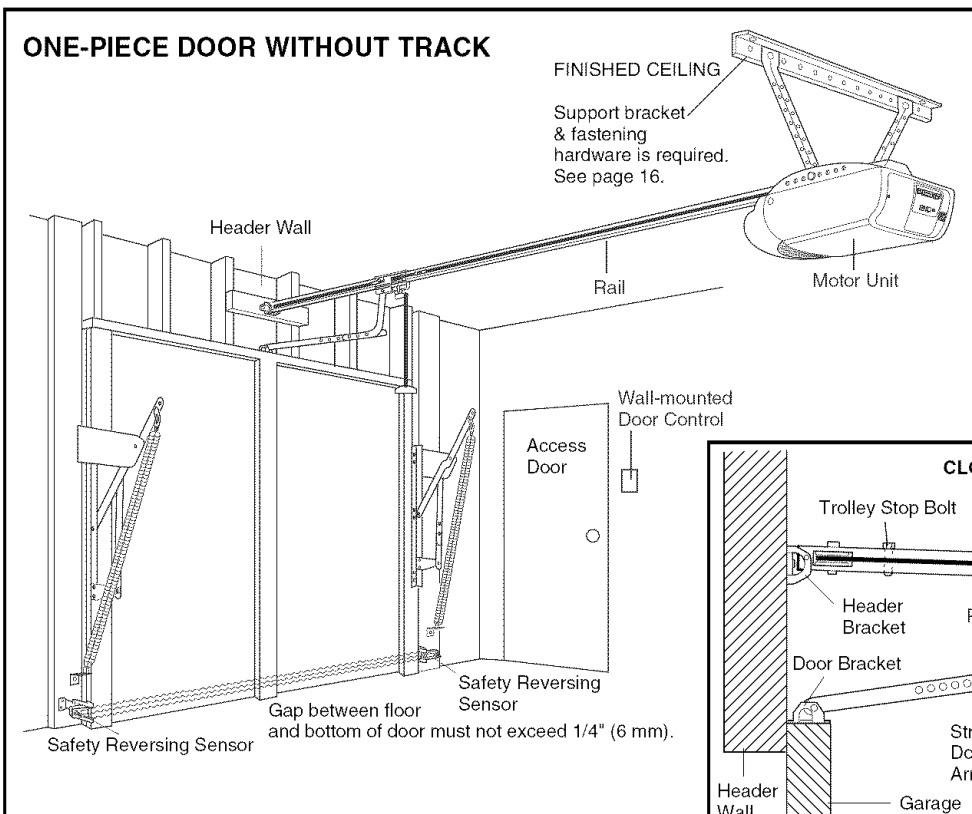 ONE-PIECE DOOR WITHOUT TRACK
FINISHED CEILING
Support bracket
& fastening
hardware is required.
See page 16.
Header Wall
Rail
Motor Unit
Wall-mounted
Door Control
Access
Door
Safety Reversing
Sensor
Gap between floor
and bottom of door must not exceed 1/4" (6 mm).
Safety Reversing Sensor
Trolley Stop Bolt
Header
Bracket
Door Bracket
Header
Wall
Garage